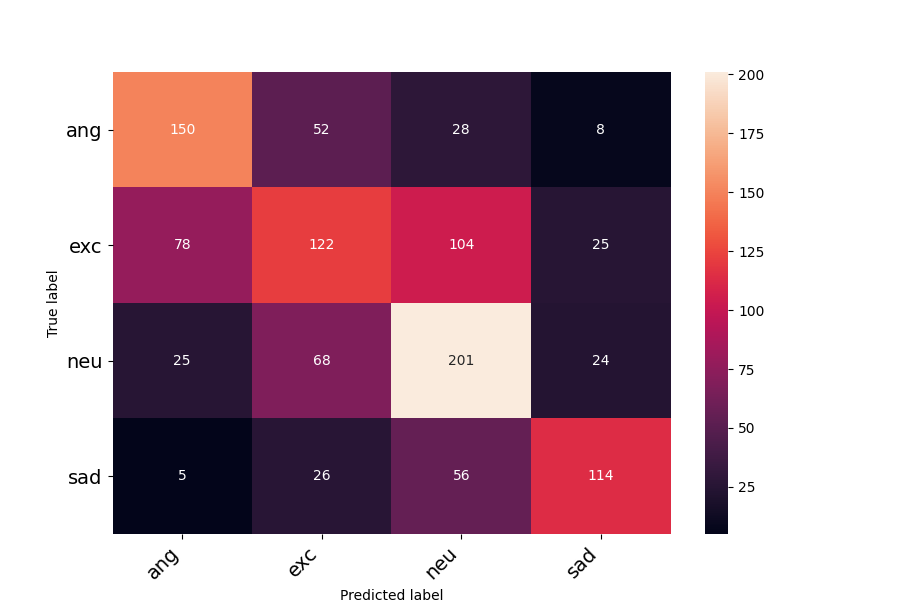 ang 150 52 28 8
exc 78 122 104 25
neu 25 68 201 24
sad 5 26 56 114
ang exc neu sad
Predicted label
True label
200
175
150
125
100
75
50
25